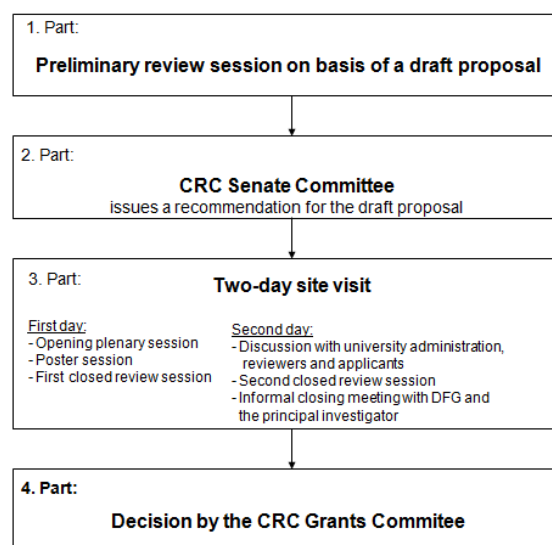 1. Part:
Preliminary review session on basis of a draft proposal
2. Part:
CRC Senate Committee
issues a recommendation for the draft proposal
3. Part:
Two-day site visit
First day:
- Opening plenary session
- Poster session
- First closed review session
Second day:
- Discussion with university administration,
reviewers and applicants
- Second closed review session
- Informal closing meeting with DFG and
the principal investigator
4. Part:
Decision by the CRC Grants Commitee